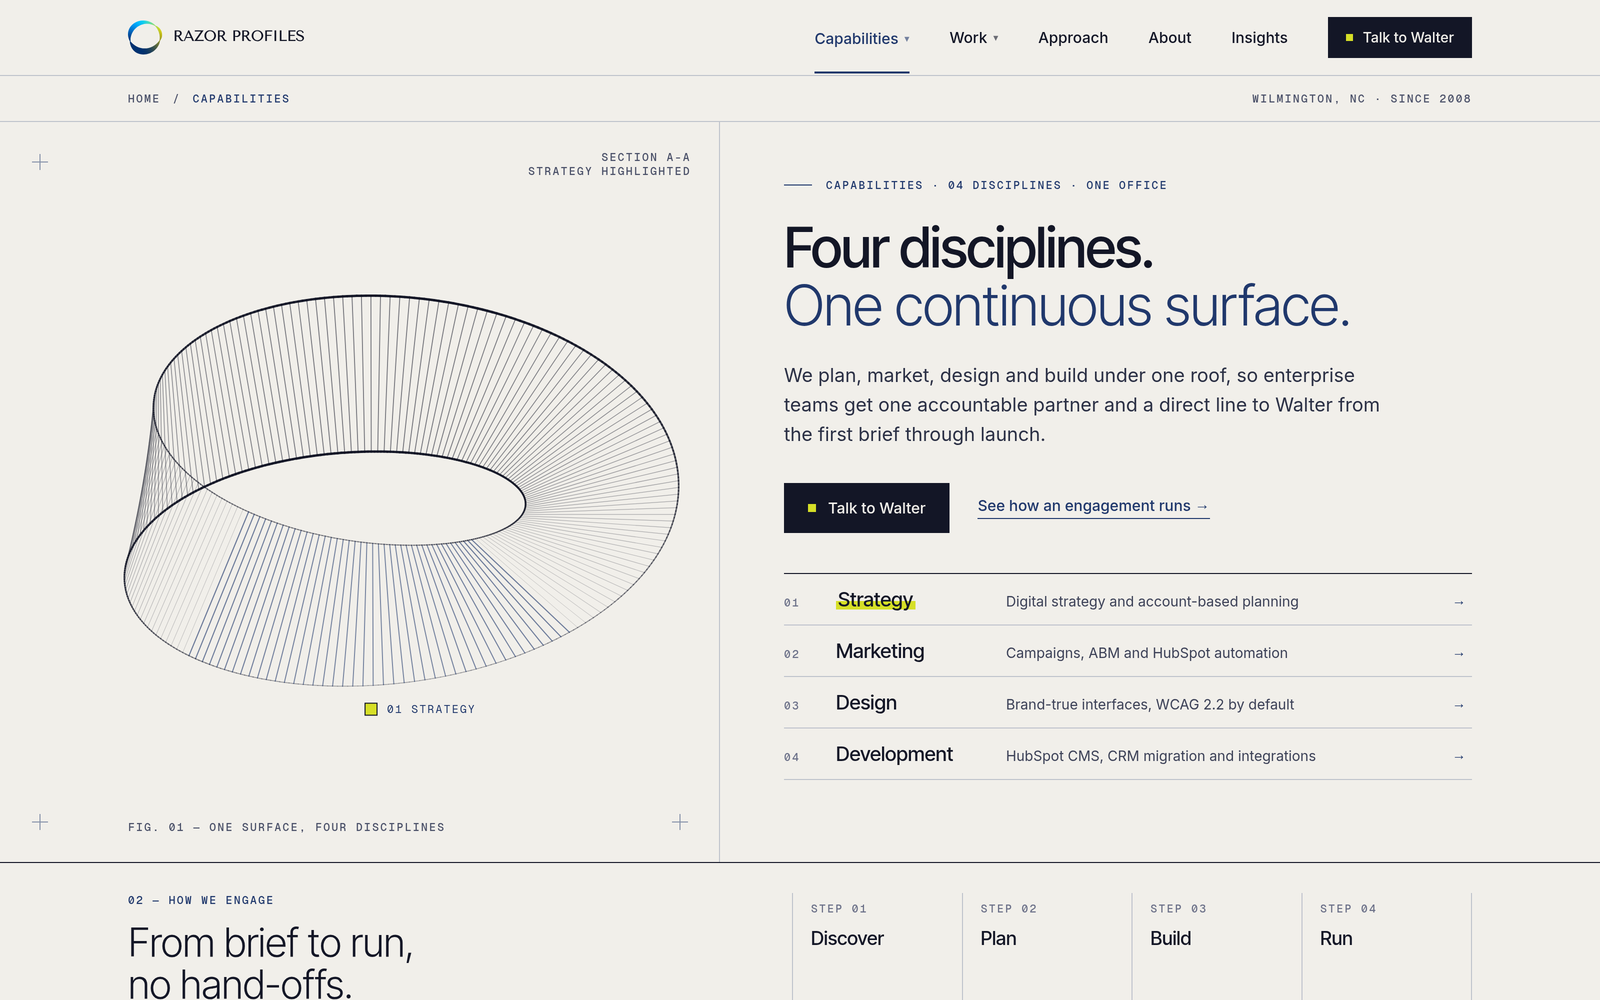 RAZOR PROFILES
Capabilities ▾
Work ▾
Approach
About
Insights
Talk to Walter
HOME / CAPABILITIES
WILMINGTON, NC · SINCE 2008
SECTION A-A
STRATEGY HIGHLIGHTED
01 STRATEGY
FIG. 01 — ONE SURFACE, FOUR DISCIPLINES
CAPABILITIES · 04 DISCIPLINES · ONE OFFICE
Four disciplines.
One continuous surface.
We plan, market, design and build under one roof, so enterprise
teams get one accountable partner and a direct line to Walter from
the first brief through launch.
Talk to Walter
See how an engagement runs →
01 Strategy Digital strategy and account-based planning →
02 Marketing Campaigns, ABM and HubSpot automation →
03 Design Brand-true interfaces, WCAG 2.2 by default →
04 Development HubSpot CMS, CRM migration and integrations →
02 — HOW WE ENGAGE
From brief to run,
no hand-offs.
STEP 01
Discover
STEP 02
Plan
STEP 03
Build
STEP 04
Run